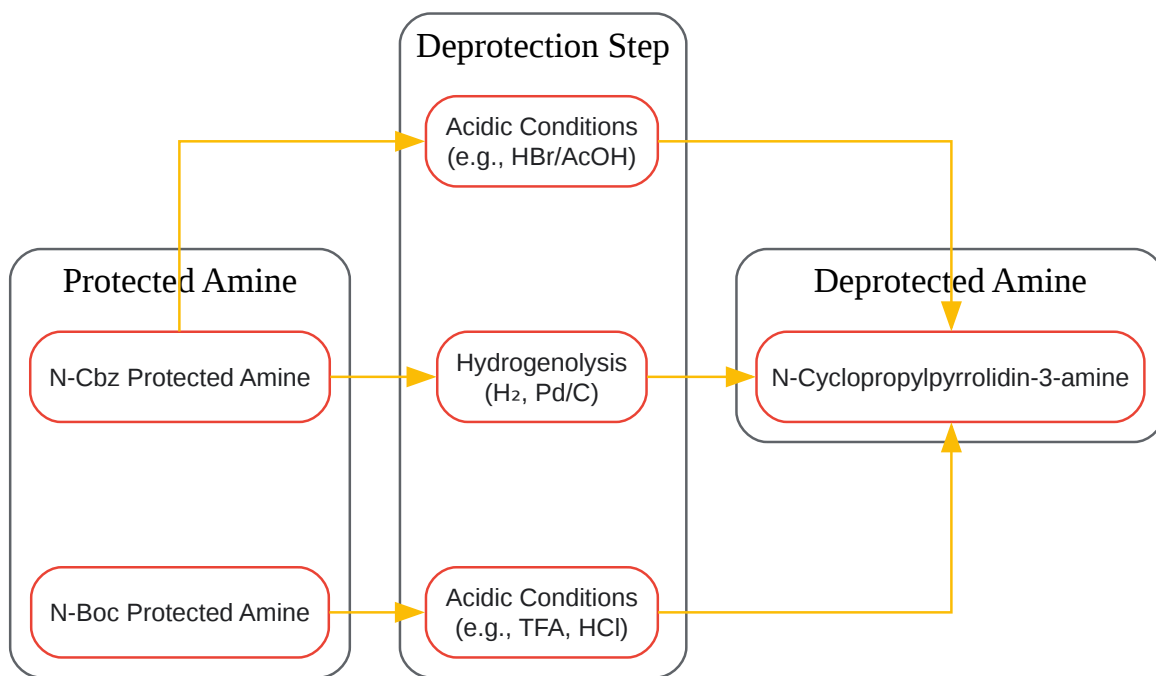 Deprotection Step
Acidic Conditions
(e.g., HBr/AcOH)
Protected Amine
Deprotected Amine
N-Cbz Protected Amine
Hydrogenolysis
(H₂, Pd/C)
N-Cyclopropylpyrrolidin-3-amine
N-Boc Protected Amine
Acidic Conditions
(e.g., TFA, HCl)